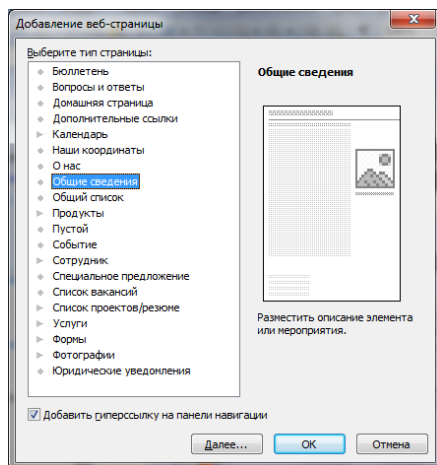 Добавление веб-страницы
Выберите тип страницы:
Бюллетень
Вопросы и ответы
Домашняя страница
Дополнительные ссылки
Календарь
Наши координаты
О нас
Общие сведения
Общий список
Продукты
Пустой
Событие
Сотрудник
Специальное предложение
Список вакансий
Список проектов/резюме
Услуги
Формы
Фотографии
Юридические уведомления
Общие сведения
Разместить описание элемента
или мероприятия.
Добавить гиперссылку на панели навигации
Далее... ОК Отмена